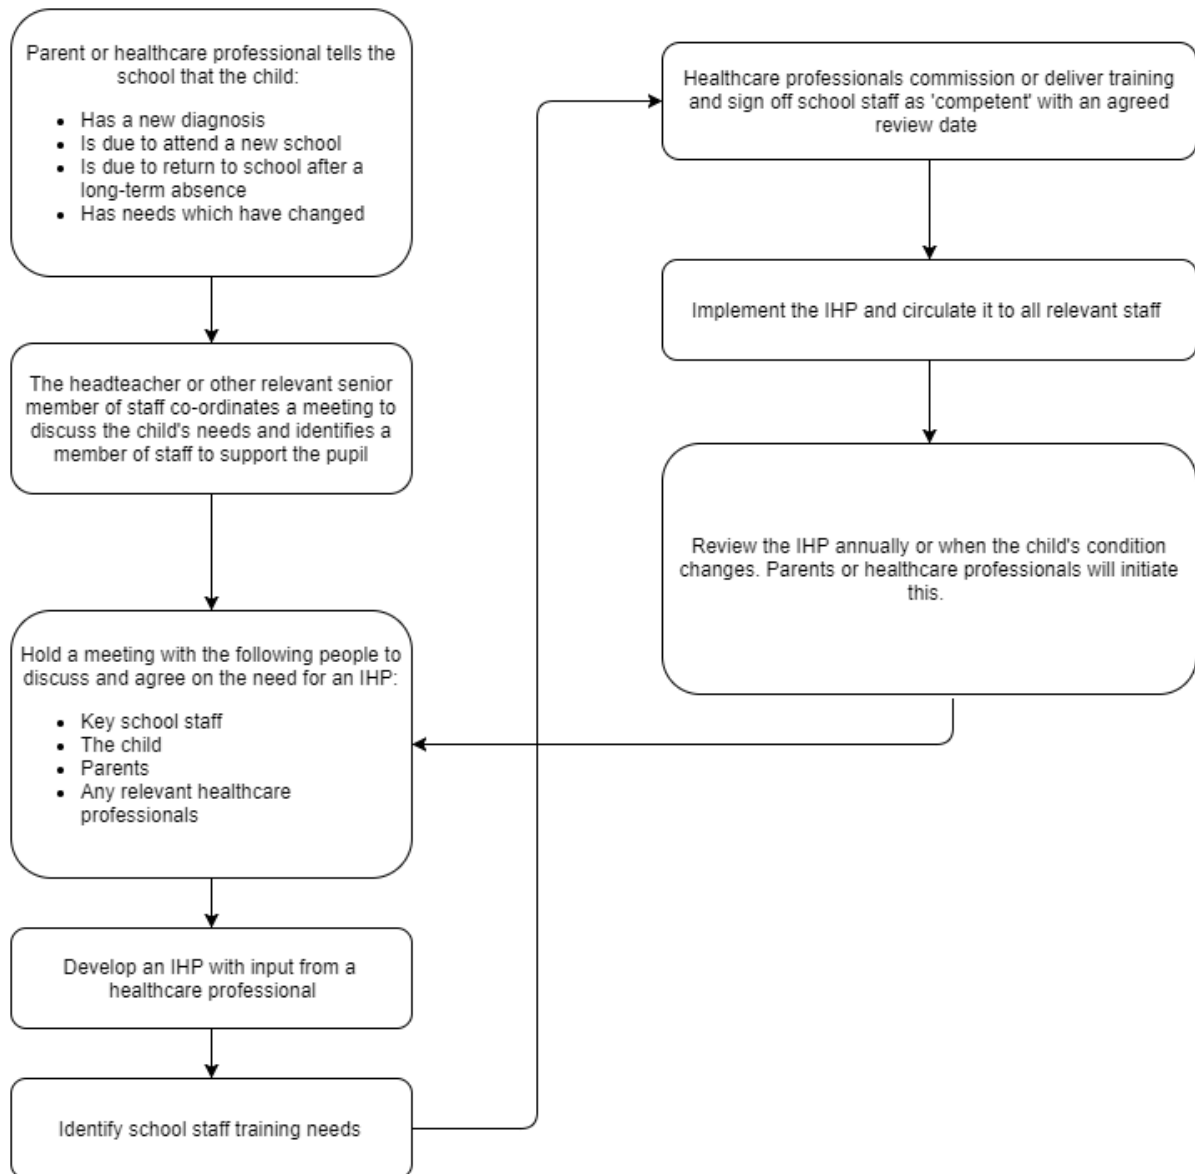 Parent or healthcare professional tells the
school that the child:
• Has a new diagnosis
• Is due to attend a new school
• Is due to return to school after a
long-term absence
• Has needs which have changed
The headteacher or other relevant senior
member of staff co-ordinates a meeting to
discuss the child's needs and identifies a
member of staff to support the pupil
Hold a meeting with the following people to
discuss and agree on the need for an IHP:
• Key school staff
• The child
• Parents
• Any relevant healthcare
professionals
Develop an IHP with input from a
healthcare professional
Identify school staff training needs
Healthcare professionals commission or deliver training
and sign off school staff as 'competent' with an agreed
review date
Implement the IHP and circulate it to all relevant staff
Review the IHP annually or when the child's condition
changes. Parents or healthcare professionals will initiate
this.